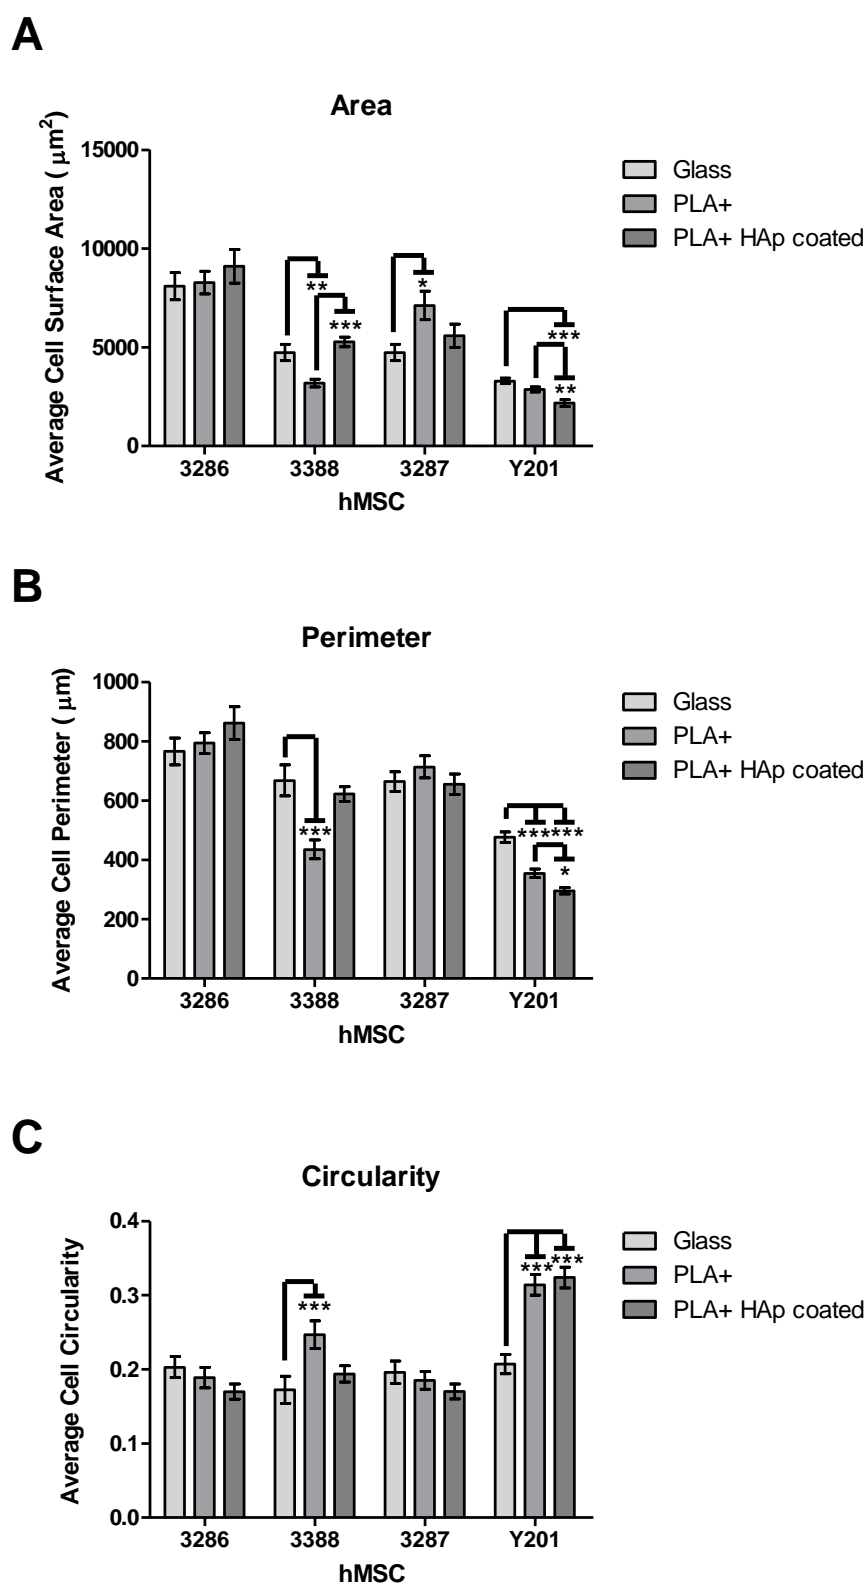 A
Area
Average Cell Surface Area ( μm²)
15000
10000
5000
0
**
***
*
***
**
3286 3388 3287 Y201
hMSC
Glass
PLA+
PLA+ HAp coated
B
Perimeter
Average Cell Perimeter ( μm)
1000
800
600
400
200
0
***
*** ***
*
3286 3388 3287 Y201
hMSC
Glass
PLA+
PLA+ HAp coated
C
Circularity
Average Cell Circularity
0.4
0.3
0.2
0.1
0.0
***
*** ***
3286 3388 3287 Y201
hMSC
Glass
PLA+
PLA+ HAp coated